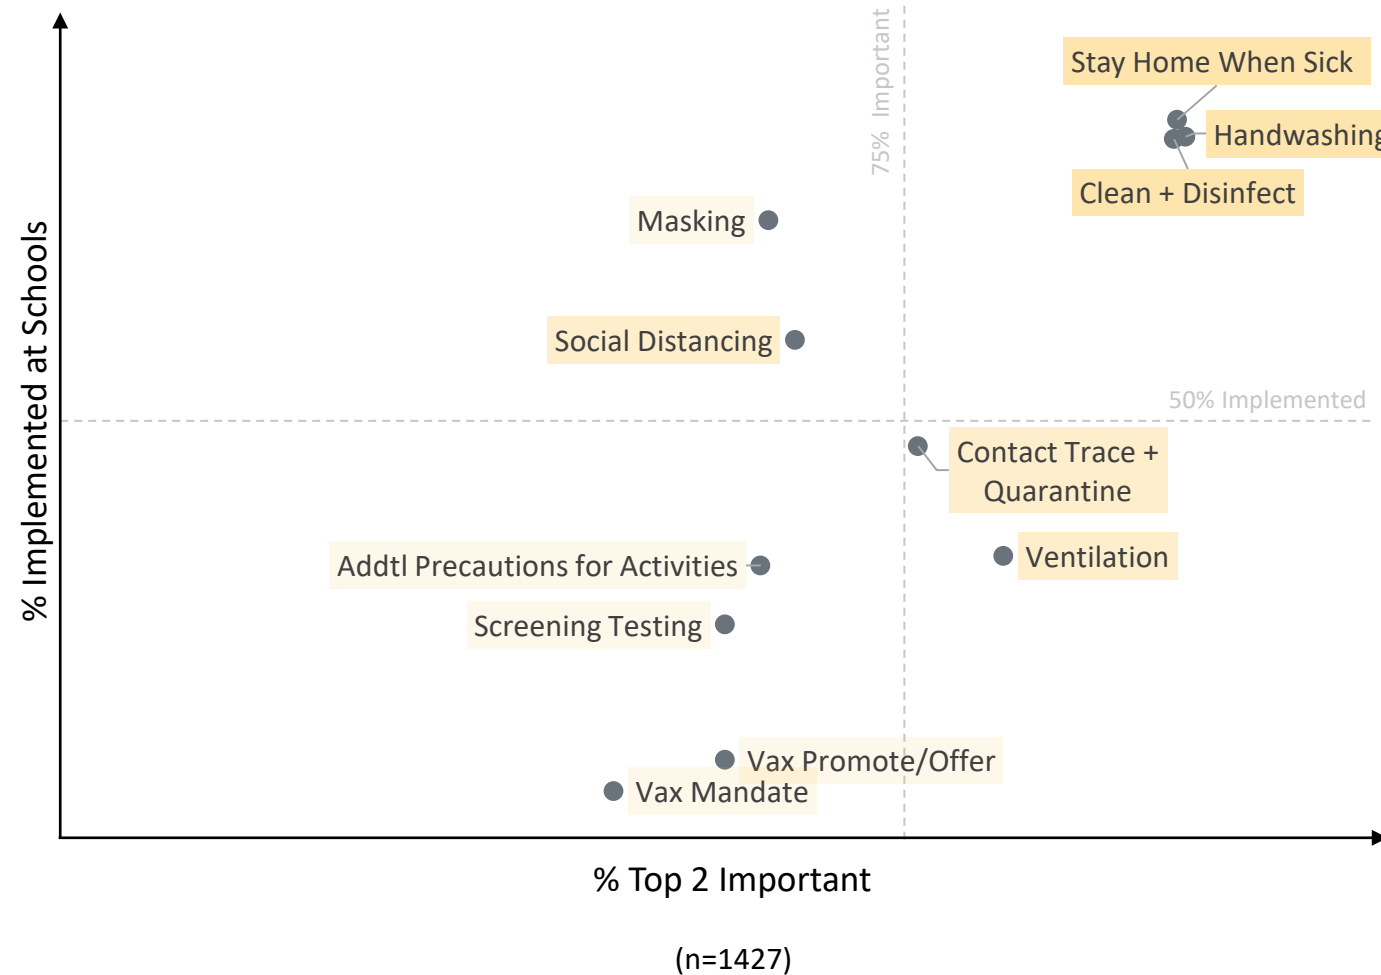 Stay Home When Sick
75% Important
Handwashing
Clean + Disinfect
Masking
% Implemented at Schools
Social Distancing
50% Implemented
Contact Trace +
Quarantine
Addtl Precautions for Activities
Ventilation
Screening Testing
Vax Promote/Offer
Vax Mandate
% Top 2 Important
(n=1427)